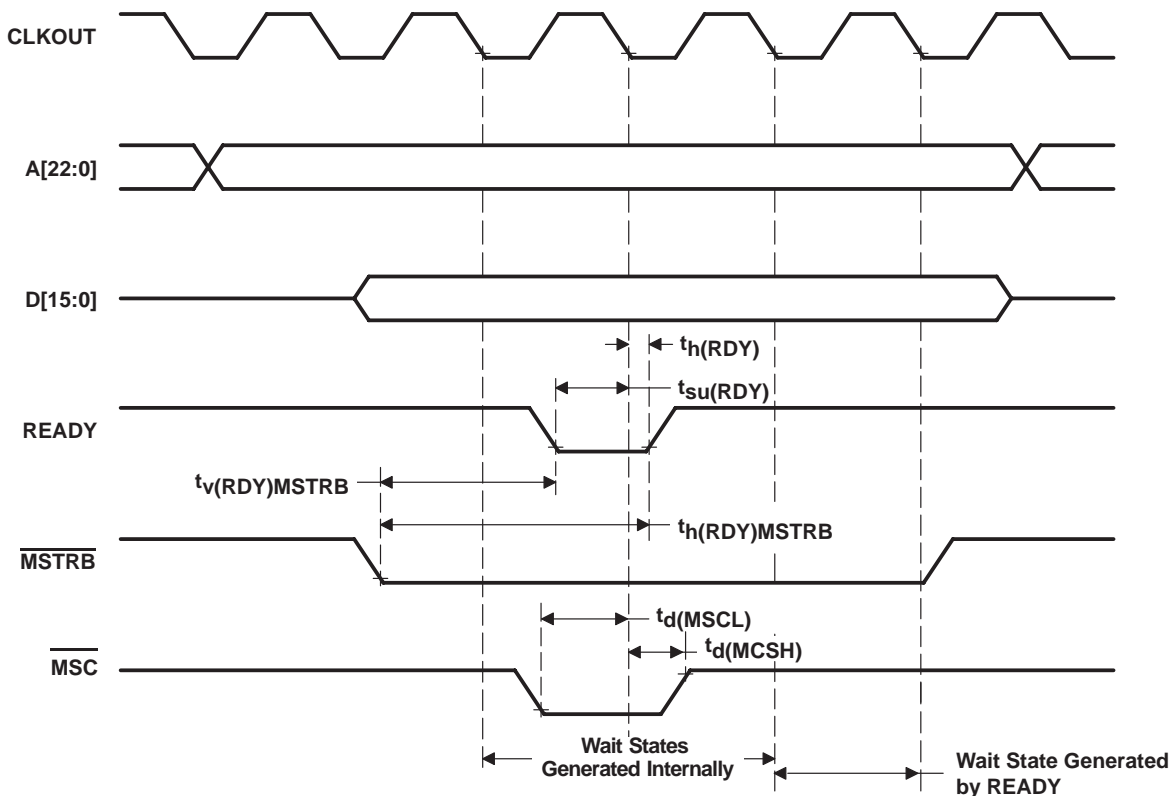 CLKOUT
A[22:0]
D[15:0]
th(RDY)
tsu(RDY)
READY
tv(RDY)MSTRB
th(RDY)MSTRB
MSTRB
td(MSCL)
td(MCSH)
MSC
Wait States
Generated Internally
Wait State Generated
by READY